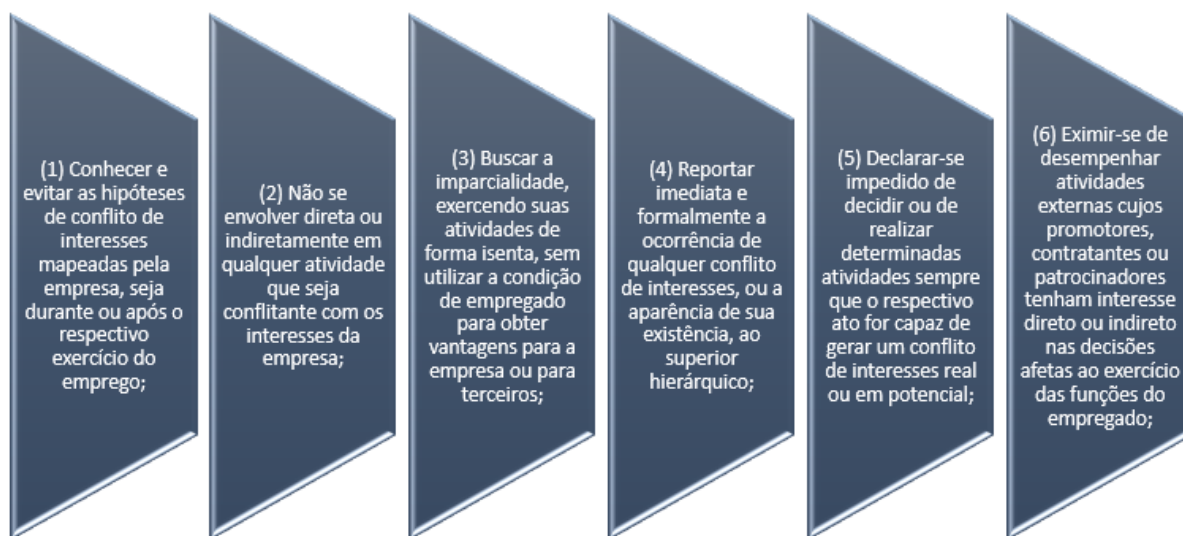 (1) Conhecer e
evitar as hipóteses
de conflito de
interesses
mapeadas pela
empresa, seja
durante ou após o
respectivo
exercício do
emprego;
(2) Não se
envolver direta ou
indiretamente em
qualquer atividade
que seja
conflitante com os
interesses da
empresa;
(3) Buscar a
imparcialidade,
exercendo suas
atividades de
forma isenta, sem
utilizar a condição
de empregado
para obter
vantagens para a
empresa ou para
terceiros;
(4) Reportar
imediata e
formalmente a
ocorrência de
qualquer conflito
de interesses, ou a
aparência de sua
existência, ao
superior
hierárquico;
(5) Declarar-se
impedido de
decidir ou de
realizar
determinadas
atividades sempre
que o respectivo
ato for capaz de
gerar um conflito
de interesses real
ou em potencial;
(6) Eximir-se de
desempenhar
atividades
externas cujos
promotores,
contratantes ou
patrocinadores
tenham interesse
direto ou indireto
nas decisões
afetas ao exercício
das funções do
empregado;